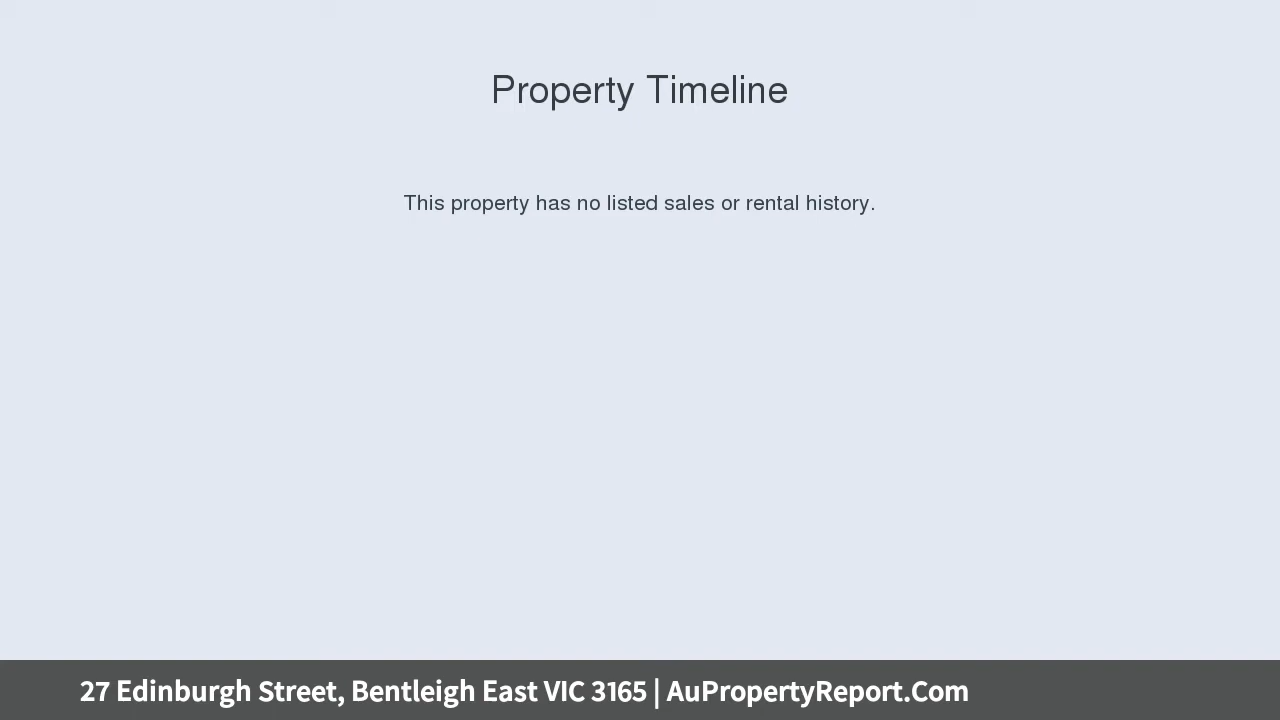 Property Timeline
This property has no listed sales or rental history.
27 Edinburgh Street, Bentleigh East VIC 3165 | AuPropertyReport.Com